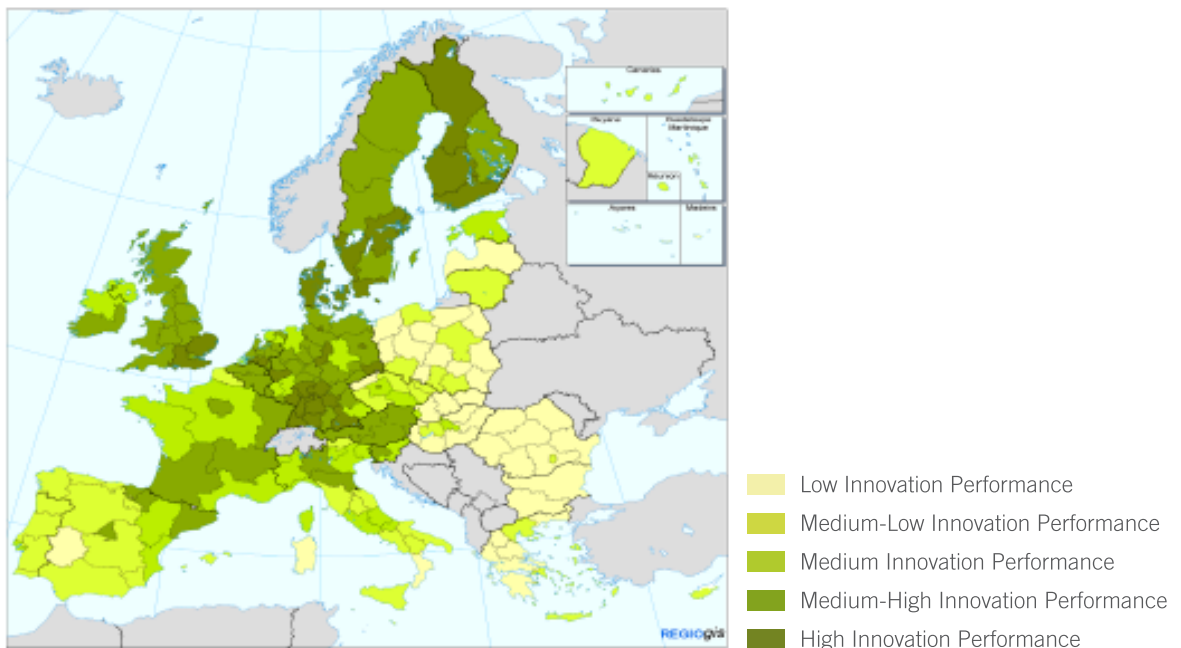 Canarias
Guyane
Guadeloupe
Martinique
Réunion
Açores
Madeira
REGIOgis
Low Innovation Performance
Medium-Low Innovation Performance
Medium Innovation Performance
Medium-High Innovation Performance
High Innovation Performance